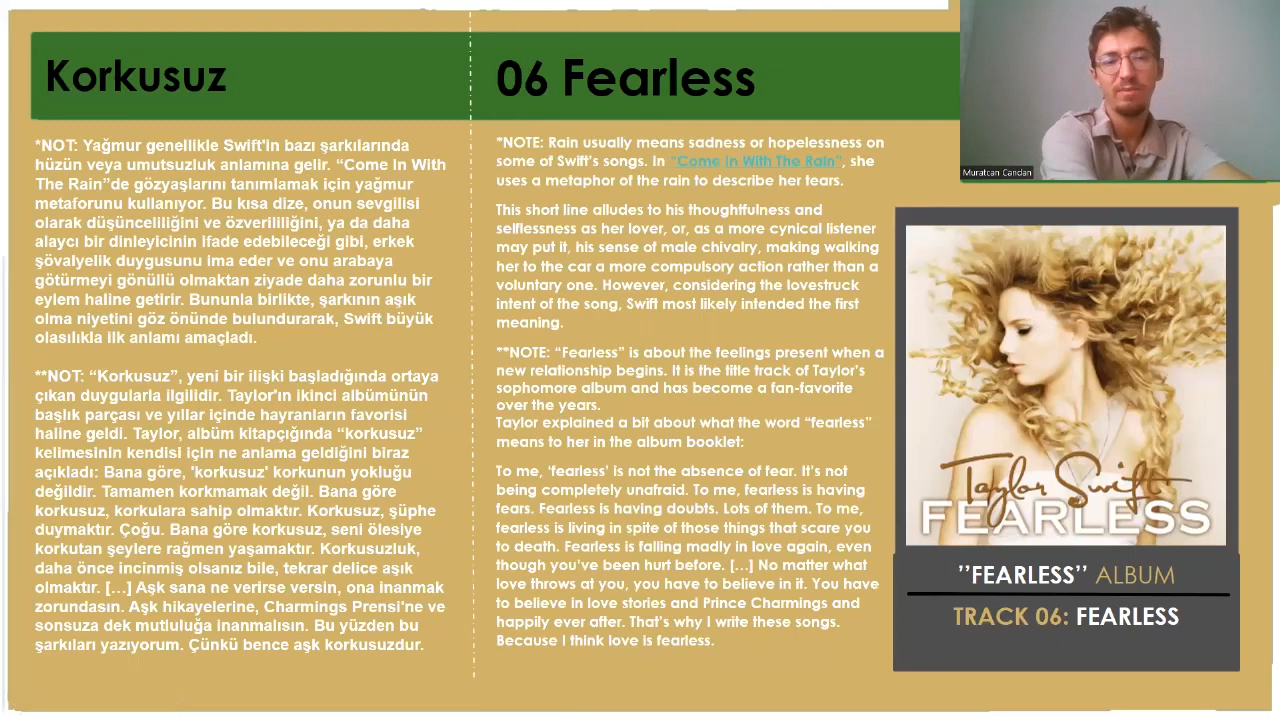 Korkusuz
*NOT: Yağmur genellikle Swift'in bazı şarkılarında
hüzün veya umutsuzluk anlamına gelir. “Come In With
The Rain”de gözyaşlarını tanımlamak için yağmur
metaforunu kullanıyor. Bu kısa dize, onun sevgilisi
olarak düşünceliliğini ve özverililiğini, ya da daha
alaycı bir dinleyicinin ifade edebileceği gibi, erkek
şövalyelik duygusunu ima eder ve onu arabaya
götürmeyi gönüllü olmaktan ziyade daha zorunlu bir
eylem haline getirir. Bununla birlikte, şarkının aşık
olma niyetini göz önünde bulundurarak, Swift büyük
olasılıkla ilk anlamı amaçladı.
**NOT: “Korkusuz”, yeni bir ilişki başladığında ortaya
çıkan duygularla ilgilidir. Taylor'ın ikinci albümünün
başlık parçası ve yıllar içinde hayranların favorisi
haline geldi. Taylor, albüm kitapçığında “korkusuz”
kelimesinin kendisi için ne anlama geldiğini biraz
açıkladı: Bana göre, 'korkusuz' korkunun yokluğu
değildir. Tamamen korkmamak değil. Bana göre
korkusuz, korkulara sahip olmaktır. Korkusuz, şüphe
duymaktır. Çoğu. Bana göre korkusuz, seni ölesiye
korkutan şeylere rağmen yaşamaktır. Korkusuzluk,
daha önce incinmiş olsanız bile, tekrar delice aşık
olmaktır. […] Aşk sana ne verirse versin, ona inanmak
zorundasın. Aşk hikayelerine, Charmings Prensi'ne ve
sonsuza dek mutluluğa inanmalısın. Bu yüzden bu
şarkıları yazıyorum. Çünkü bence aşk korkusuzdur.
06 Fearless
*NOTE: Rain usually means sadness or hopelessness on
some of Swift’s songs. In “Come In With The Rain”, she
uses a metaphor of the rain to describe her tears.
This short line alludes to his thoughtfulness and
selflessness as her lover, or, as a more cynical listener
may put it, his sense of male chivalry, making walking
her to the car a more compulsory action rather than a
voluntary one. However, considering the lovestruck
intent of the song, Swift most likely intended the first
meaning.
**NOTE: “Fearless” is about the feelings present when a
new relationship begins. It is the title track of Taylor’s
sophomore album and has become a fan-favorite
over the years.
Taylor explained a bit about what the word “fearless”
means to her in the album booklet:
To me, ‘fearless’ is not the absence of fear. It’s not
being completely unafraid. To me, fearless is having
fears. Fearless is having doubts. Lots of them. To me,
fearless is living in spite of those things that scare you
to death. Fearless is falling madly in love again, even
though you’ve been hurt before. […] No matter what
love throws at you, you have to believe in it. You have
to believe in love stories and Prince Charmings and
happily ever after. That’s why I write these songs.
Because I think love is fearless.
Muratcan Candan
Taylor Swift
FEARLESS
’’FEARLESS’’ ALBUM
TRACK 06: FEARLESS